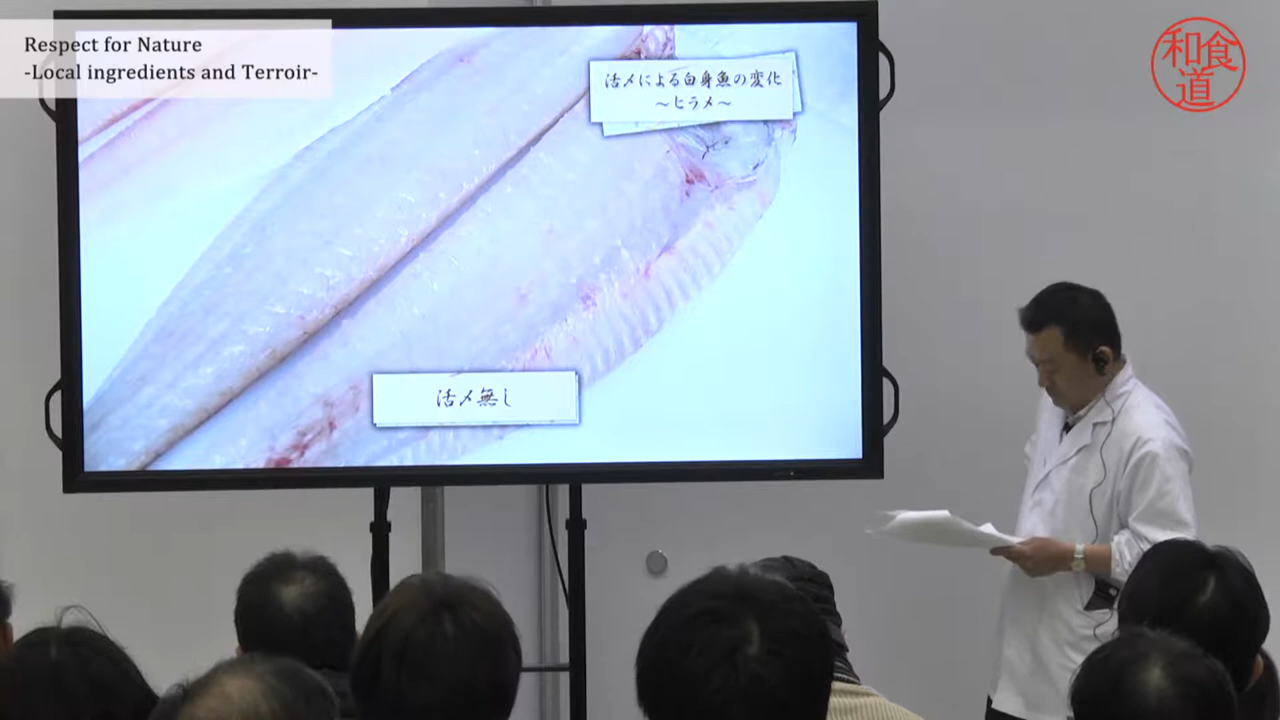 Respect for Nature
-Local ingredients and Terroir-
和食道
活〆による白身魚の変化
～ヒラメ～
活〆無し